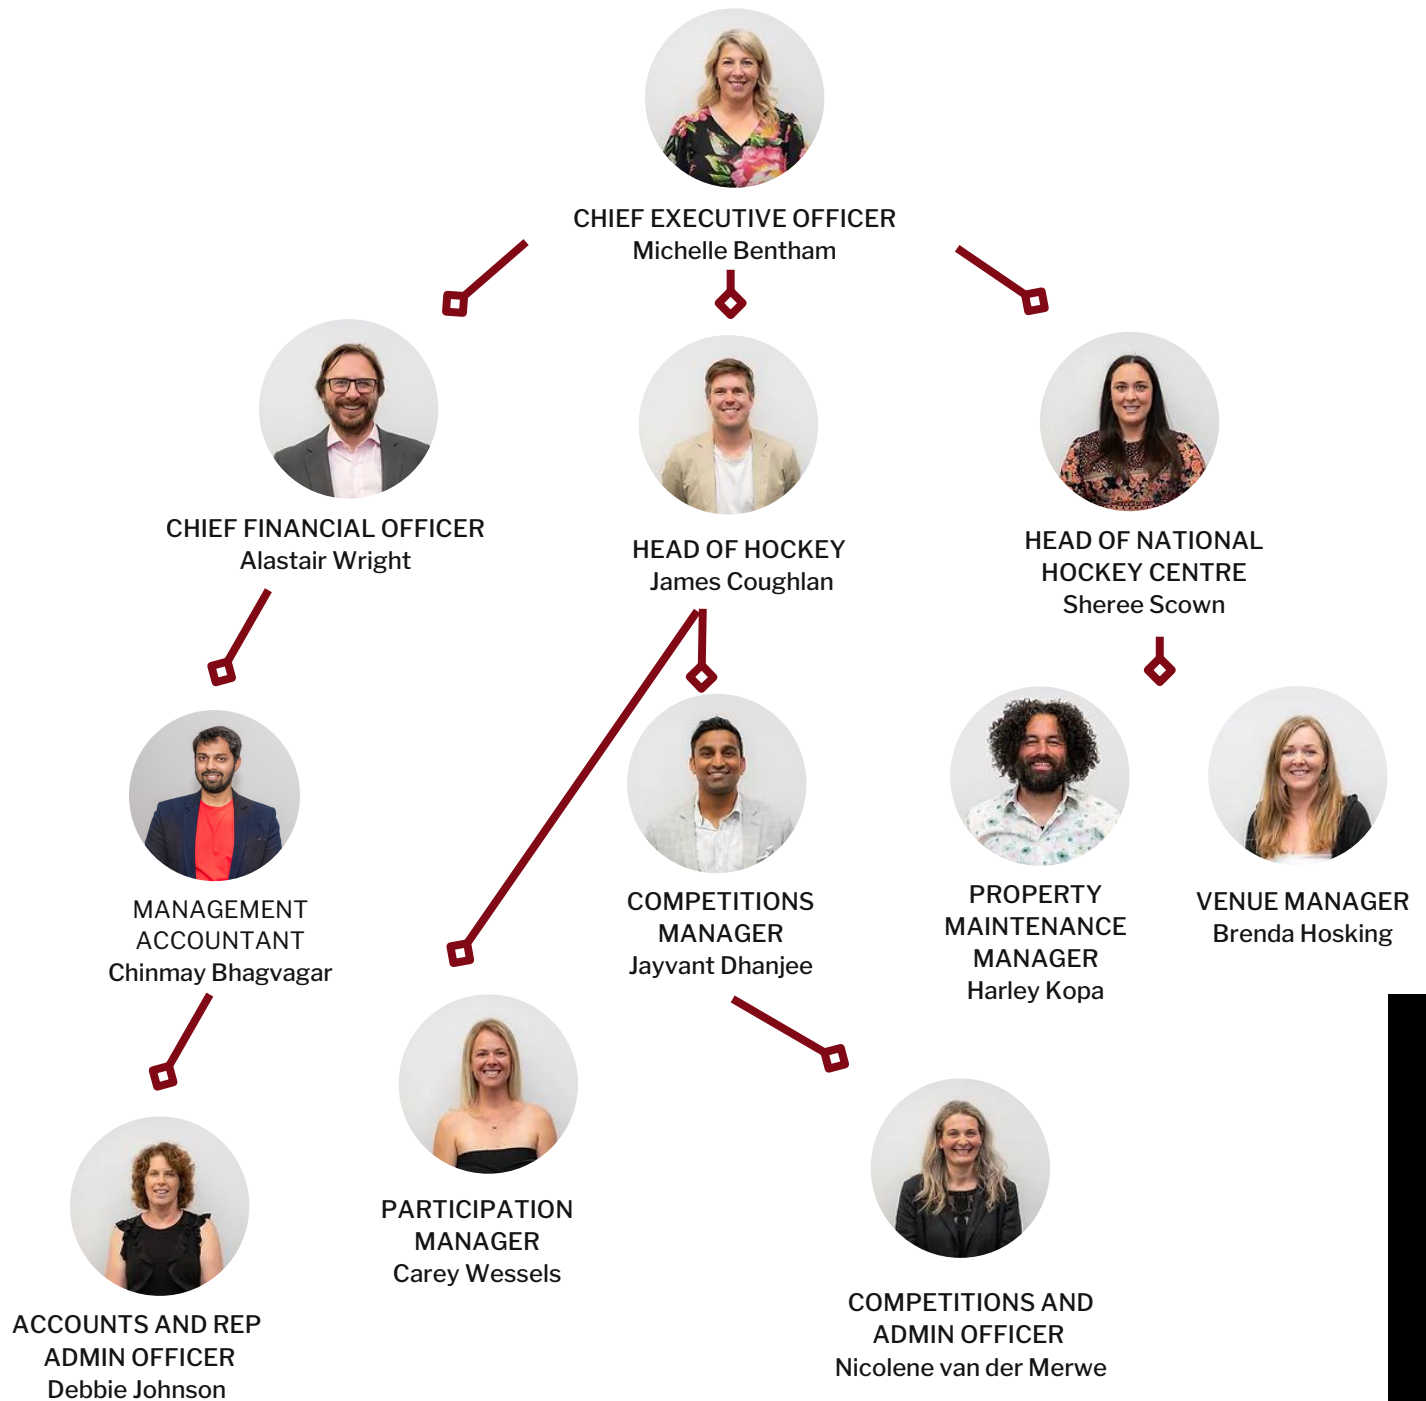 CHIEF EXECUTIVE OFFICER
Michelle Bentham
CHIEF FINANCIAL OFFICER
Alastair Wright
HEAD OF HOCKEY
James Coughlan
HEAD OF NATIONAL
HOCKEY CENTRE
Sheree Scown
MANAGEMENT
ACCOUNTANT
Chinmay Bhagvagar
COMPETITIONS
MANAGER
Jayvant Dhanjee
PROPERTY
MAINTENANCE
MANAGER
Harley Kopa
VENUE MANAGER
Brenda Hosking
ACCOUNTS AND REP
ADMIN OFFICER
Debbie Johnson
PARTICIPATION
MANAGER
Carey Wessels
COMPETITIONS AND
ADMIN OFFICER
Nicolene van der Merwe